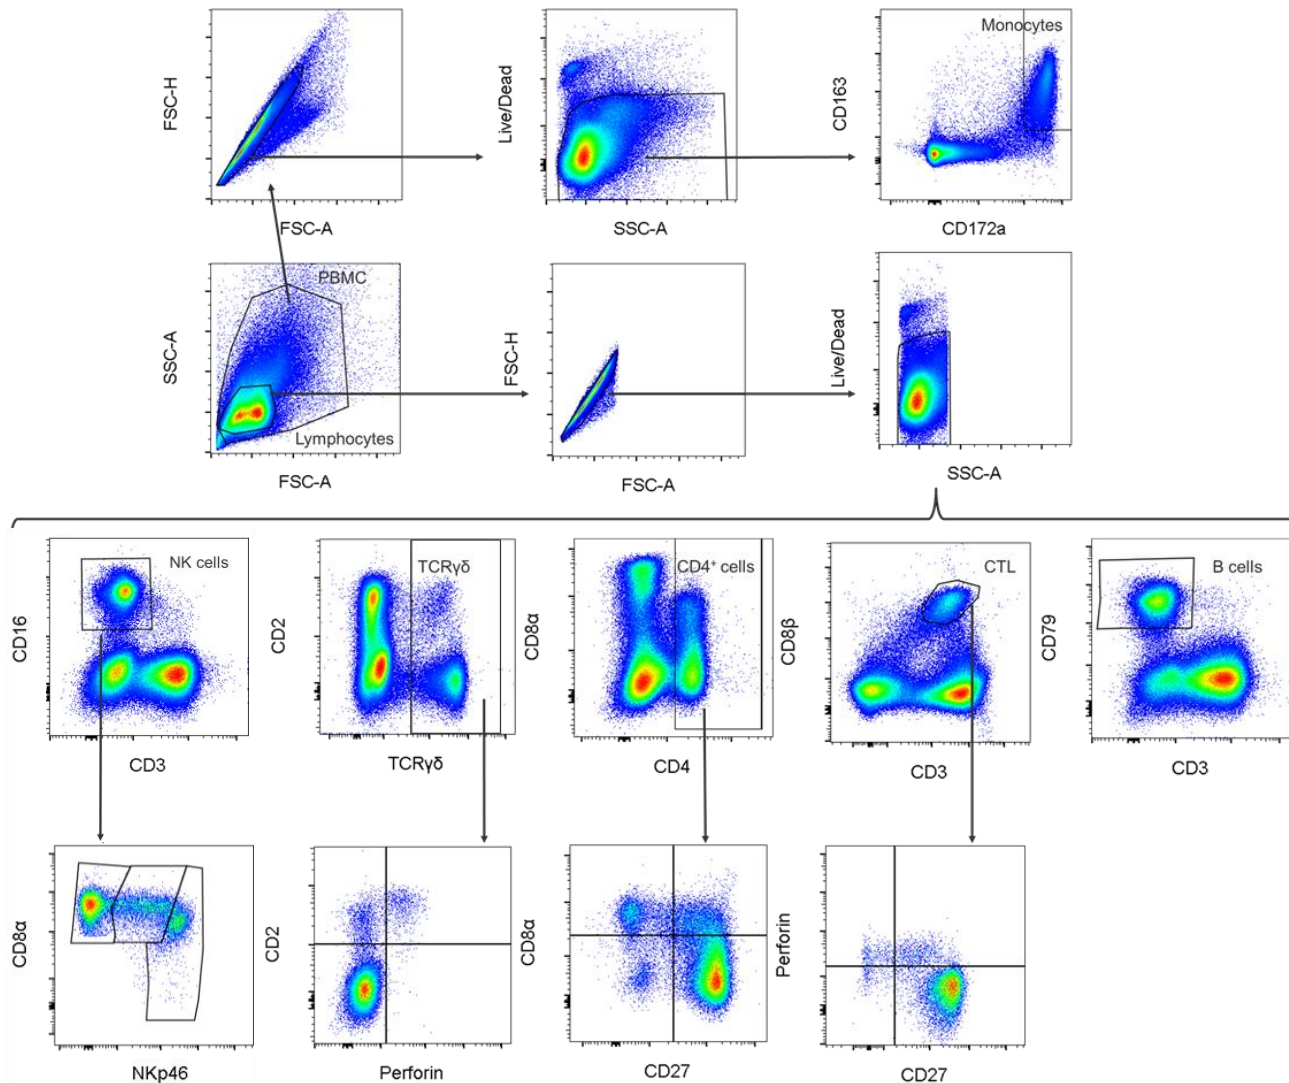 FSC-H
FSC-A
Live/Dead
SSC-A
Monocytes
CD163
CD172a
PBMC
SSC-A
Lymphocytes
FSC-A
FSC-H
FSC-A
Live/Dead
SSC-A
NK cells
CD16
CD3
TCRγδ
CD2
TCRγδ
CD4⁺ cells
CD8α
CD4
CTL
CD8β
CD3
B cells
CD79
CD3
CD8α
NKp46
CD2
Perforin
CD8α
CD27
Perforin
CD27